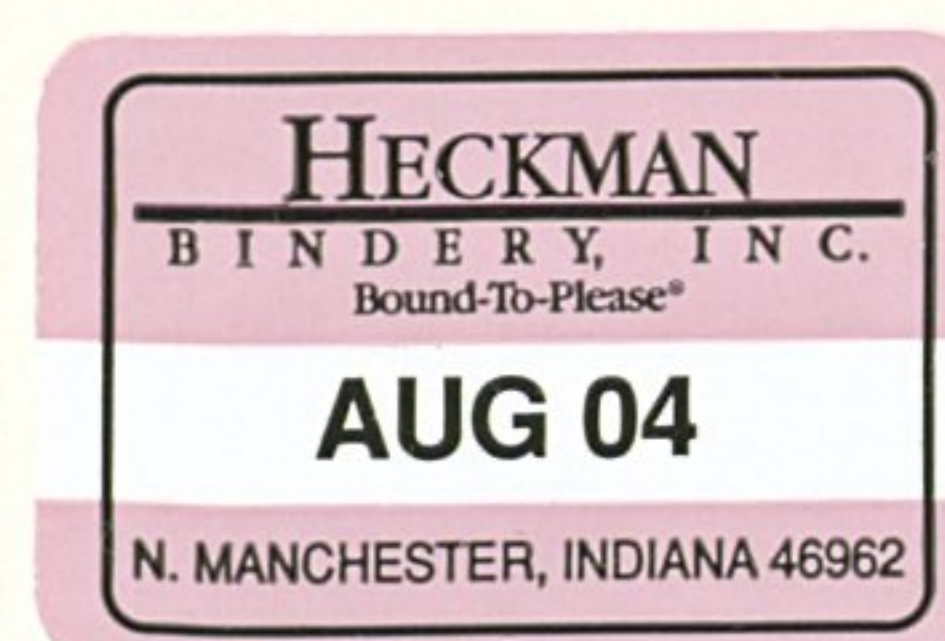 HECKMAN
BINDERY, INC.
Bound-To-Please®
AUG 04
N. MANCHESTER, INDIANA 46962